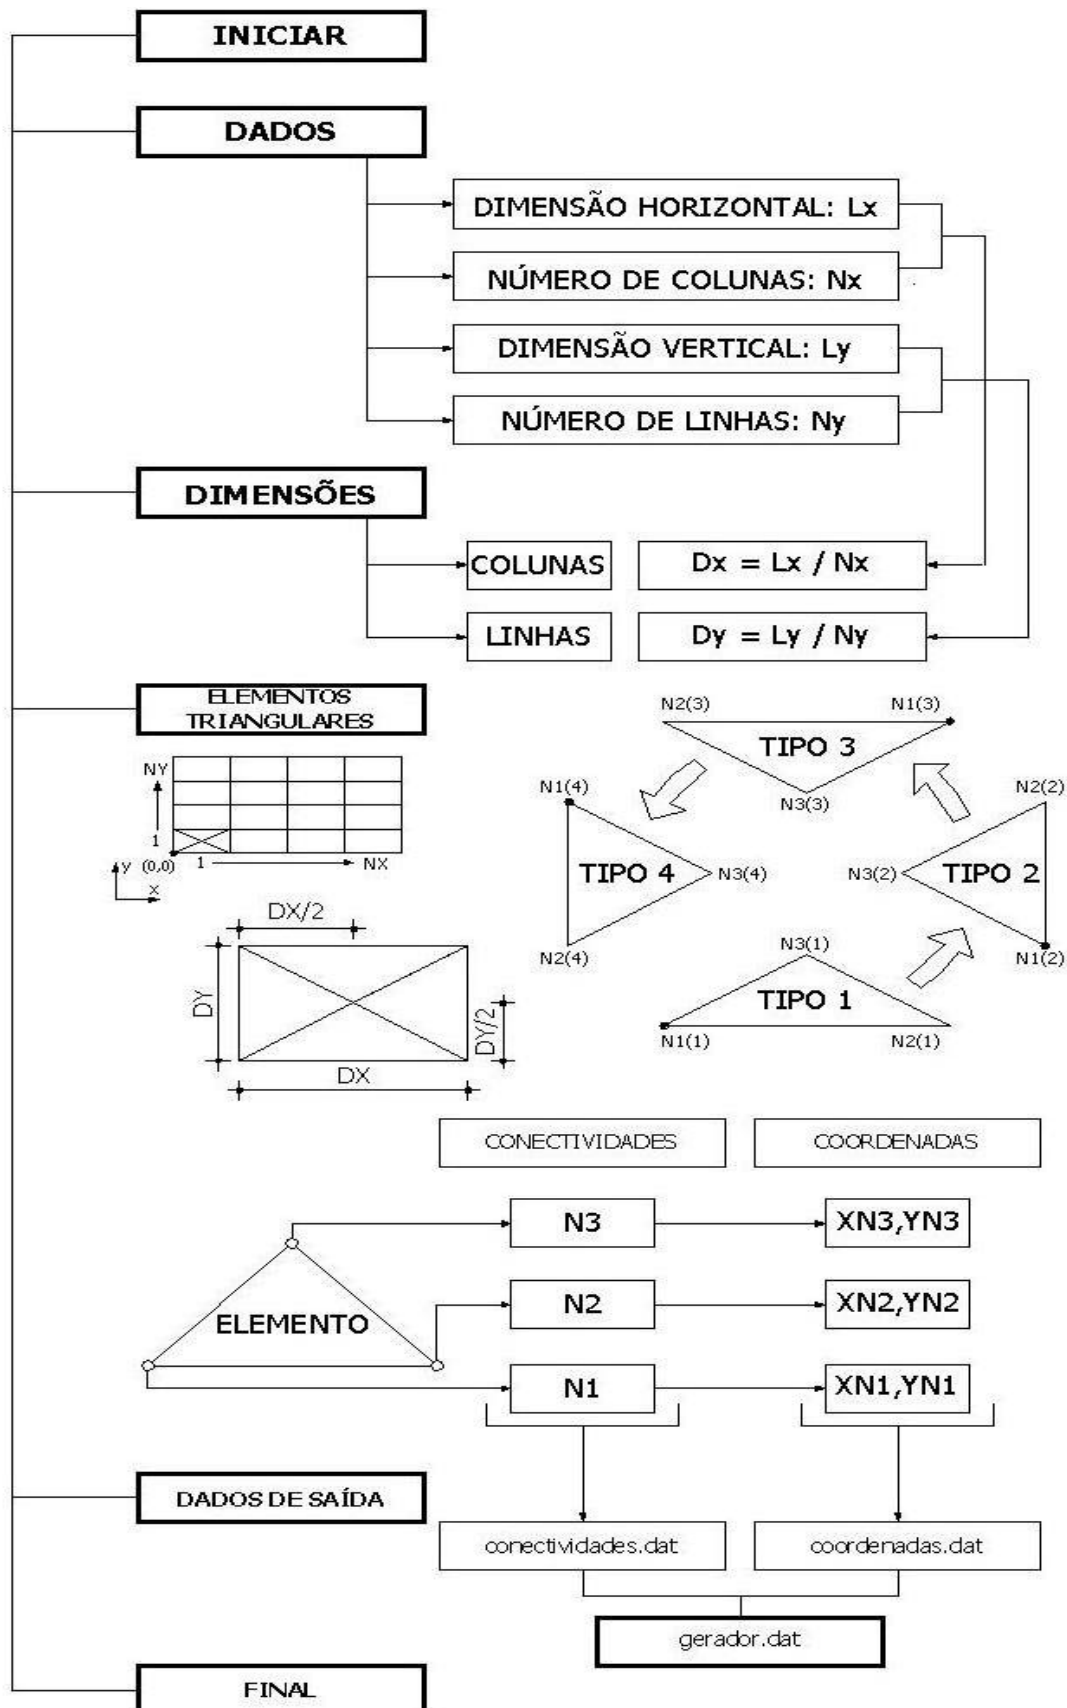 INICIAR
DADOS
DIMENSÃO HORIZONTAL: Lx
NÚMERO DE COLUNAS: Nx
DIMENSÃO VERTICAL: Ly
NÚMERO DE LINHAS: Ny
DIMENSÕES
COLUNAS
Dx = Lx / Nx
LINHAS
Dy = Ly / Ny
ELEMENTOS
TRIANGULARES
NY
1
y
(0,0)
x
1
NX
DX/2
DY
DY/2
DX
N2(3)
N1(3)
TIPO 3
N3(3)
N1(4)
TIPO 4
N3(4)
N2(4)
N2(2)
N3(2)
TIPO 2
N1(2)
N3(1)
TIPO 1
N1(1)
N2(1)
CONECTIVIDADES
COORDENADAS
N3
XN3,YN3
ELEMENTO
N2
XN2,YN2
N1
XN1,YN1
DADOS DE SAÍDA
conectividades.dat
coordenadas.dat
gerador.dat
FINAL